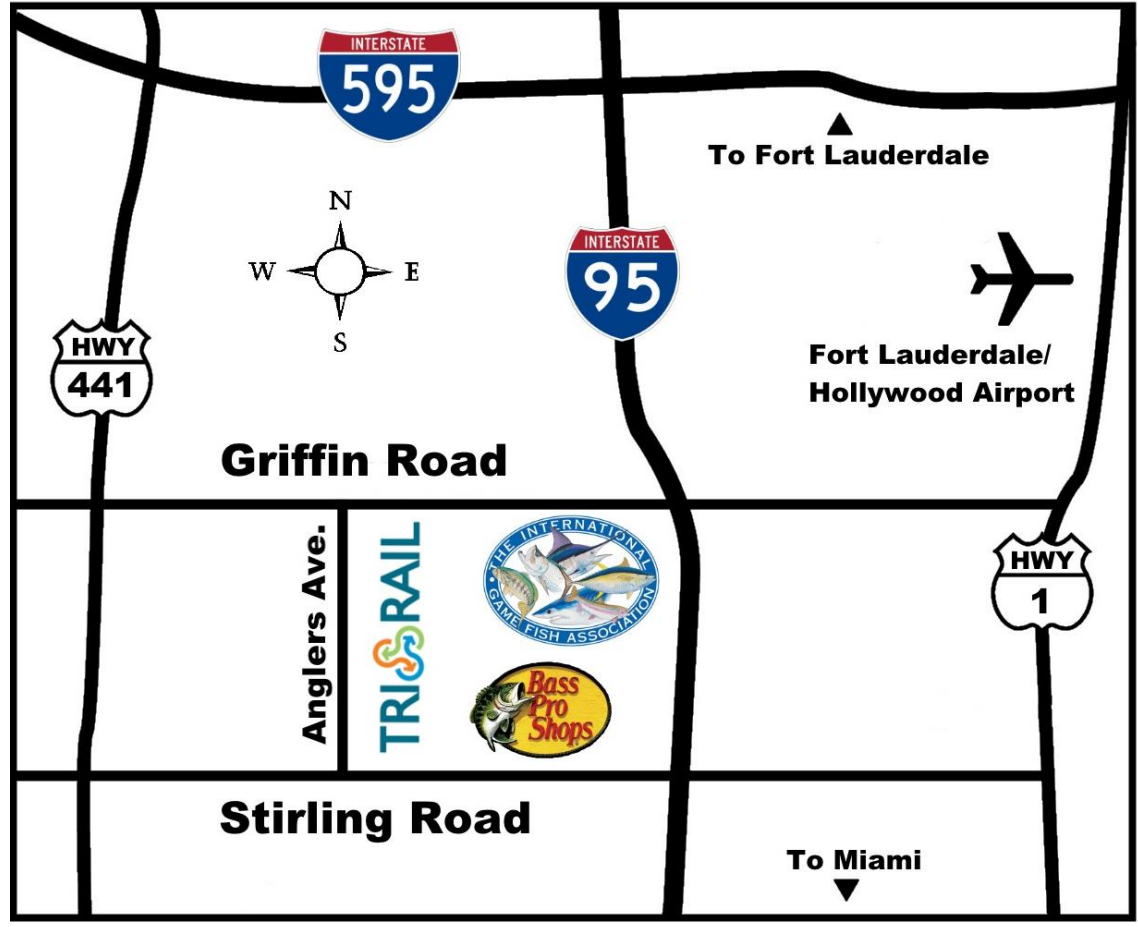 INTERSTATE
595
To Fort Lauderdale
N
W E
S
INTERSTATE
95
HWY
441
Fort Lauderdale/
Hollywood Airport
Griffin Road
Anglers Ave.
TRI RAIL
THE INTERNATIONAL
GAME FISH ASSOCIATION
HWY
1
Bass
Pro
Shops
Stirling Road
To Miami